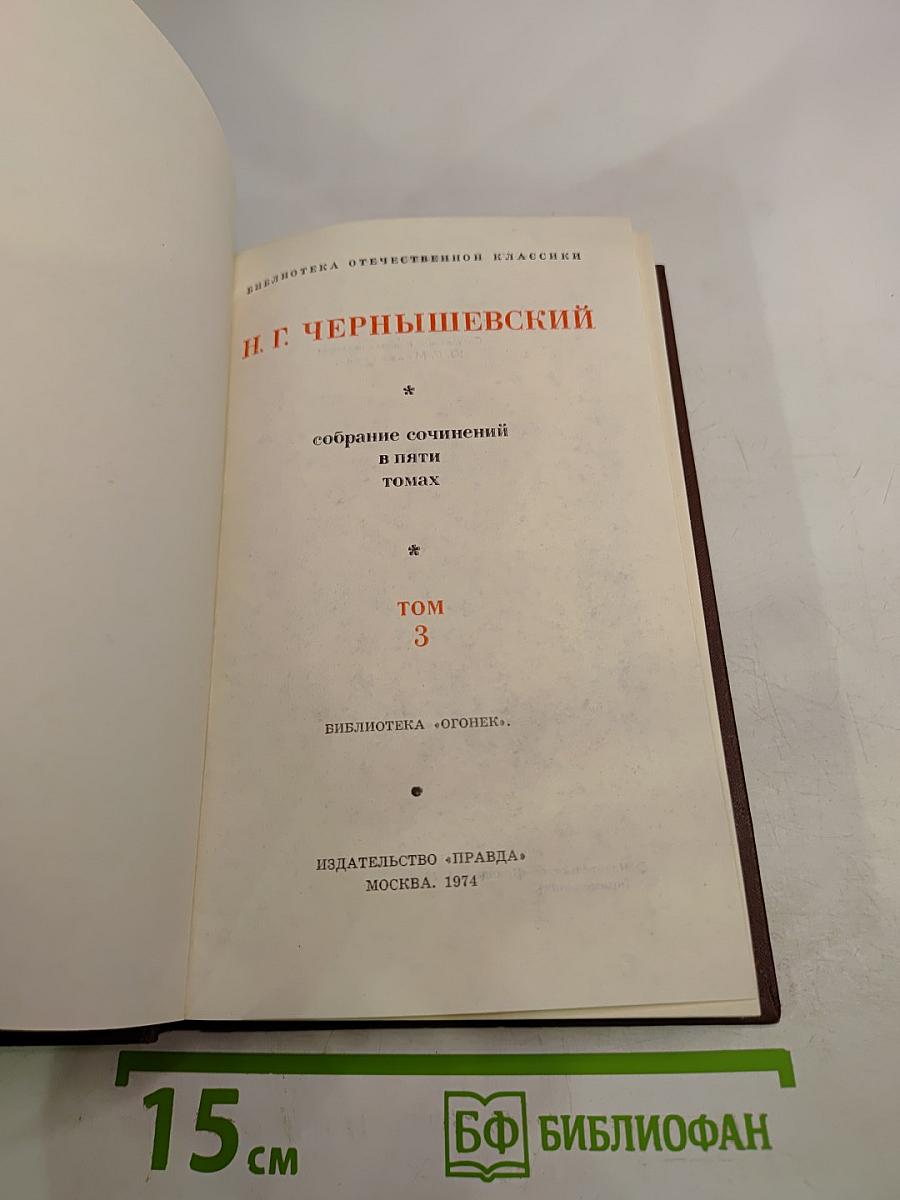 БИБЛИОТЕКА ОТЕЧЕСТВЕННОЙ КЛАССИКИ
Н. Г. ЧЕРНЫШЕВСКИЙ
*
собрание сочинений
в пяти
томах
*
ТОМ
3
БИБЛИОТЕКА «ОГОНЕК».
ИЗДАТЕЛЬСТВО «ПРАВДА»
МОСКВА. 1974
15 см
БФ БИБЛИОФАН